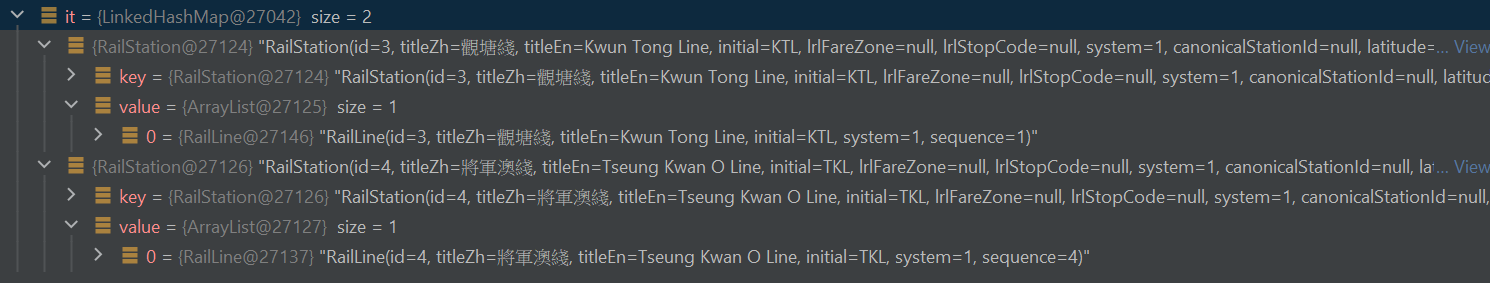 it = {LinkedHashMap@27042} size = 2
{RailStation@27124} "RailStation(id=3, titleZh=觀塘綫, titleEn=Kwun Tong Line, initial=KTL, lrlFareZone=null, lrlStopCode=null, system=1, canonicalStationId=null, latitude=... View
key = {RailStation@27124} "RailStation(id=3, titleZh=觀塘綫, titleEn=Kwun Tong Line, initial=KTL, lrlFareZone=null, lrlStopCode=null, system=1, canonicalStationId=null, latitud
value = {ArrayList@27125} size = 1
0 = {RailLine@27146} "RailLine(id=3, titleZh=觀塘綫, titleEn=Kwun Tong Line, initial=KTL, system=1, sequence=1)"
{RailStation@27126} "RailStation(id=4, titleZh=將軍澳綫, titleEn=Tseung Kwan O Line, initial=TKL, lrlFareZone=null, lrlStopCode=null, system=1, canonicalStationId=null, lat... View
key = {RailStation@27126} "RailStation(id=4, titleZh=將軍澳綫, titleEn=Tseung Kwan O Line, initial=TKL, lrlFareZone=null, lrlStopCode=null, system=1, canonicalStationId=null,
value = {ArrayList@27127} size = 1
0 = {RailLine@27137} "RailLine(id=4, titleZh=將軍澳綫, titleEn=Tseung Kwan O Line, initial=TKL, system=1, sequence=4)"